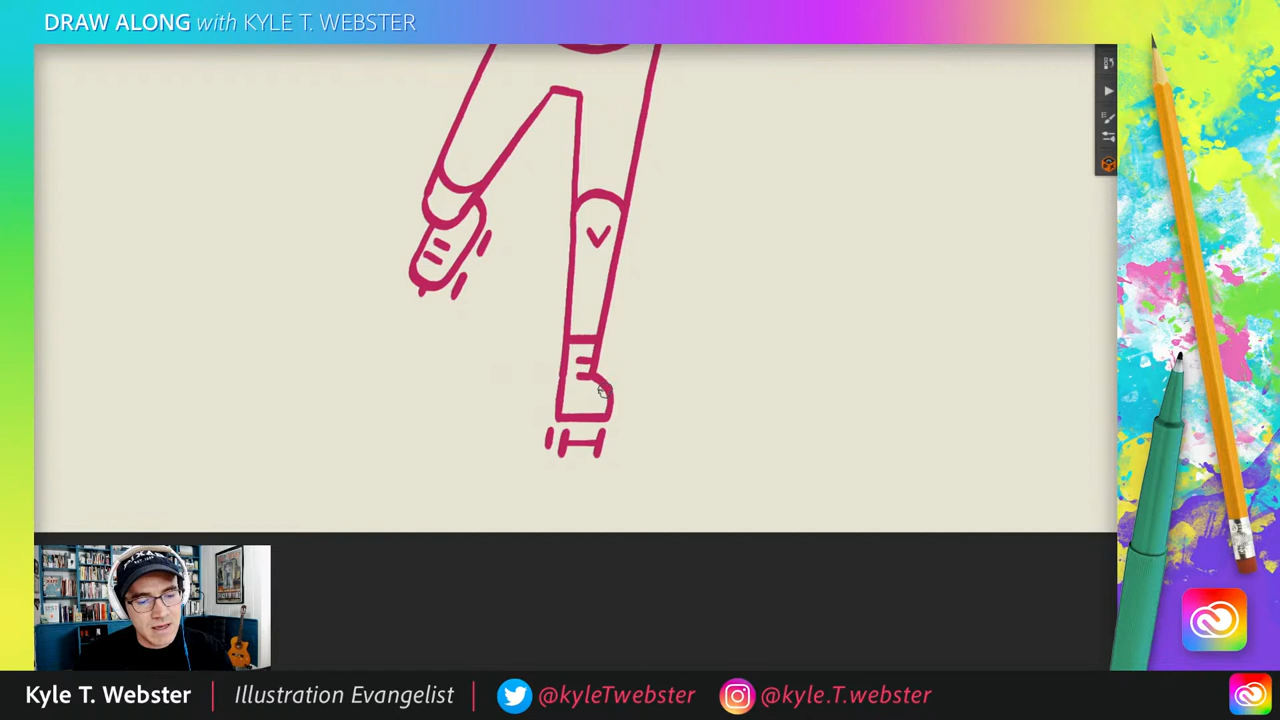 DRAW ALONG with KYLE T. WEBSTER
Kyle T. Webster | Illustration Evangelist | @kyleTwebster @kyle.T.webster